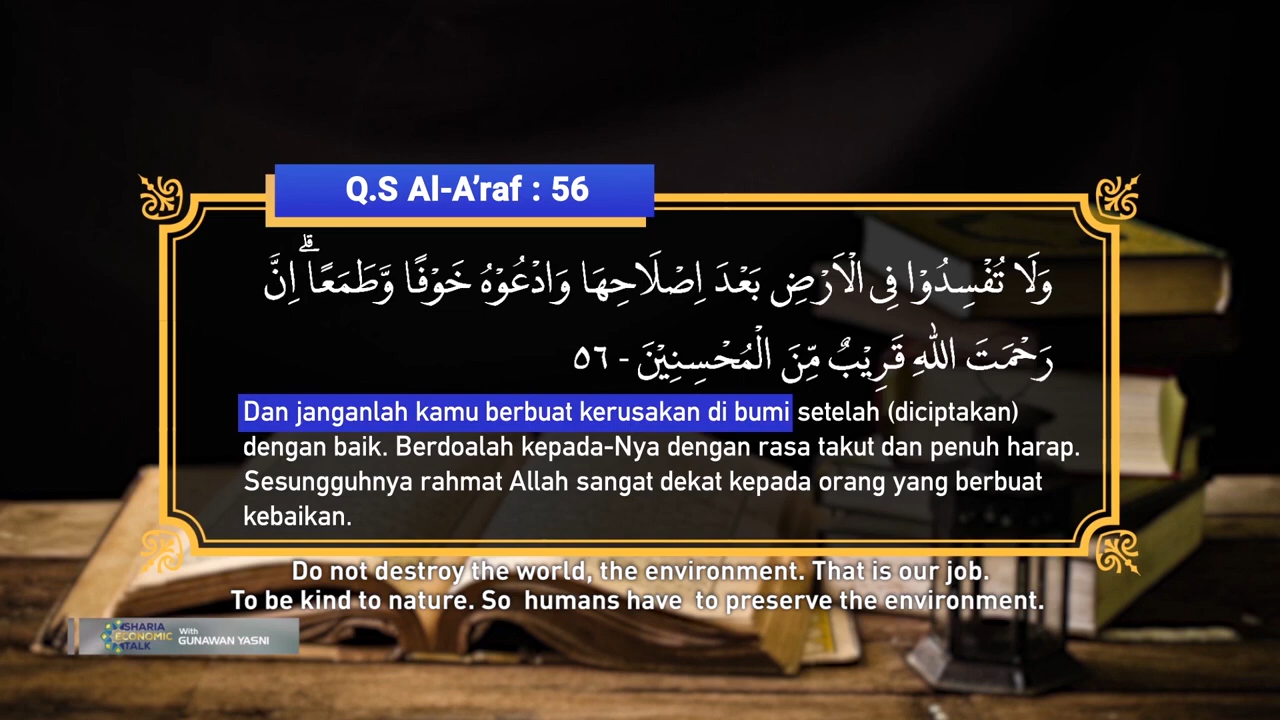 Q.S Al-A’raf : 56
وَلَا تُفْسِدُوْا فِى الْاَرْضِ بَعْدَ اِصْلَاحِهَا وَادْعُوْهُ خَوْفًا وَّطَمَعًاۗ اِنَّ
رَحْمَتَ اللّٰهِ قَرِيْبٌ مِّنَ الْمُحْسِنِيْنَ - ٥٦
Dan janganlah kamu berbuat kerusakan di bumi setelah (diciptakan)
dengan baik. Berdoalah kepada-Nya dengan rasa takut dan penuh harap.
Sesungguhnya rahmat Allah sangat dekat kepada orang yang berbuat
kebaikan.
Do not destroy the world, the environment. That is our job.
To be kind to nature. So humans have to preserve the environment.
SHARIA
ECONOMIC
TALK
With
GUNAWAN YASNI